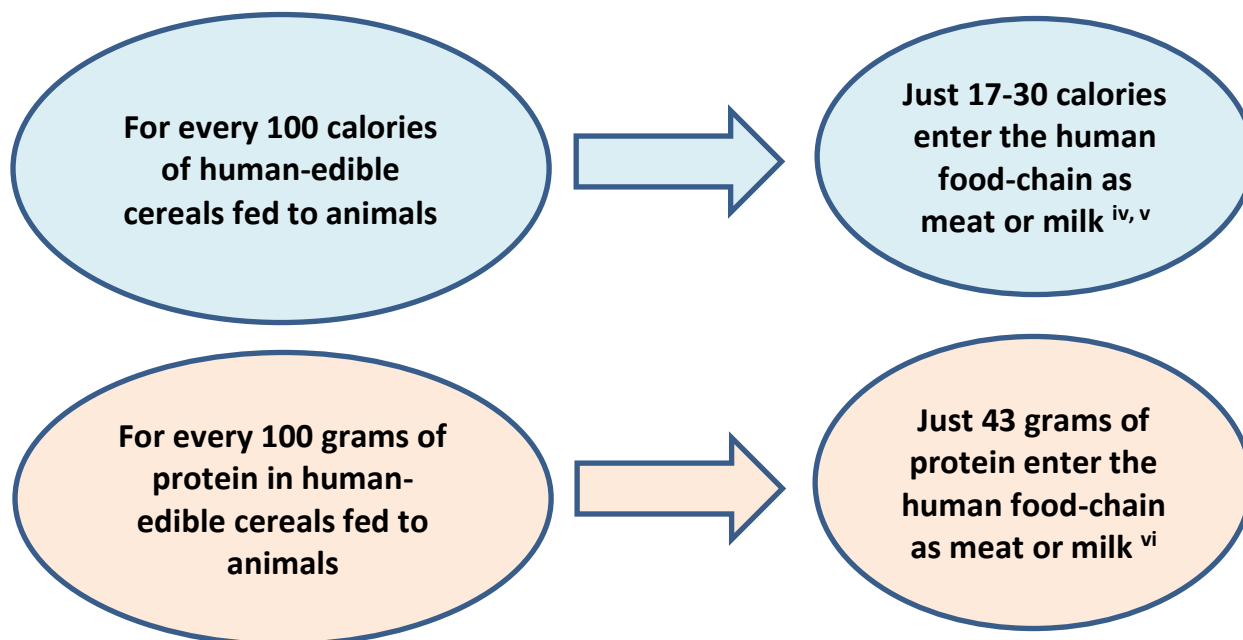 For every 100 calories
of human-edible
cereals fed to animals
Just 17-30 calories
enter the human
food-chain as
meat or milk iv, v
For every 100 grams of
protein in human-
edible cereals fed to
animals
Just 43 grams of
protein enter the
human food-chain
as meat or milk vi